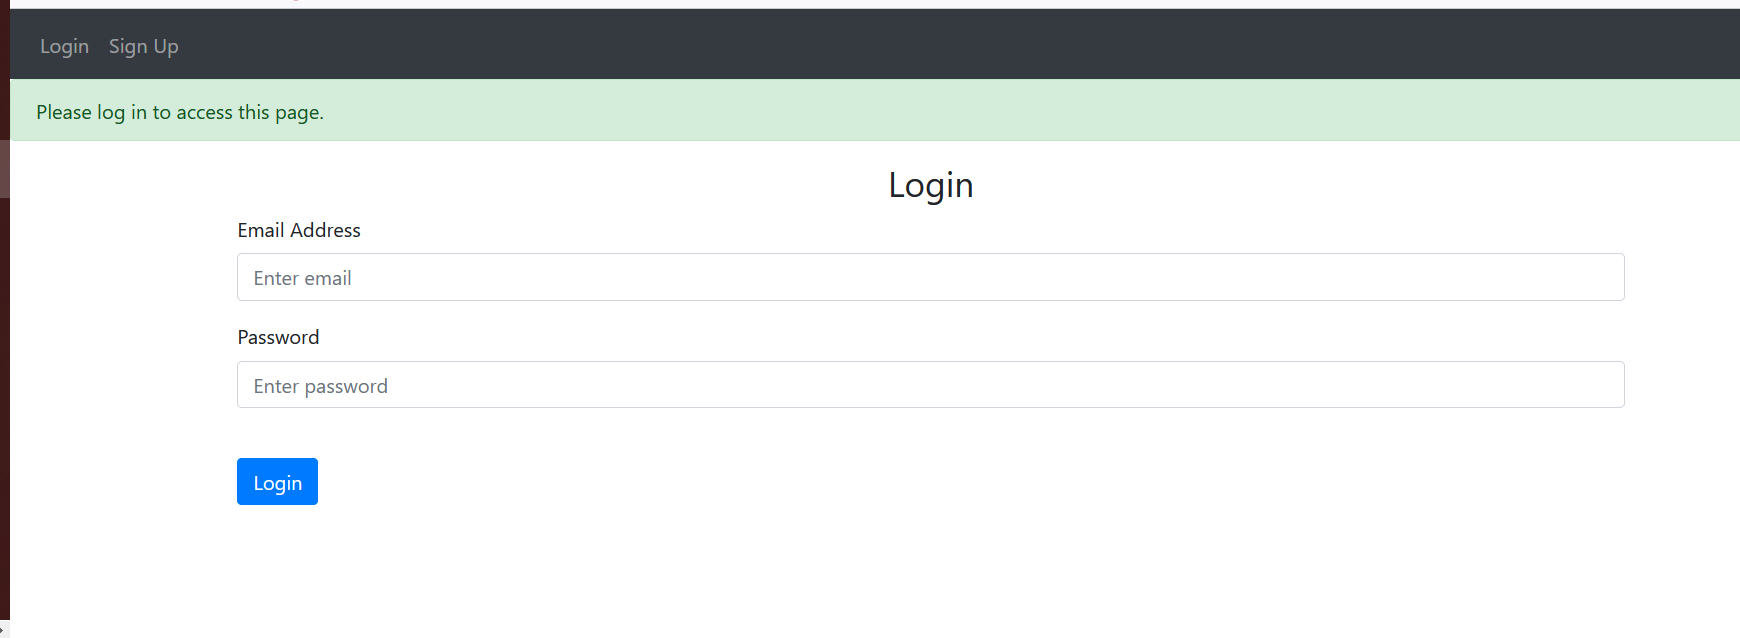 Login Sign Up
Please log in to access this page.
Login
Email Address
Enter email
Password
Enter password
Login